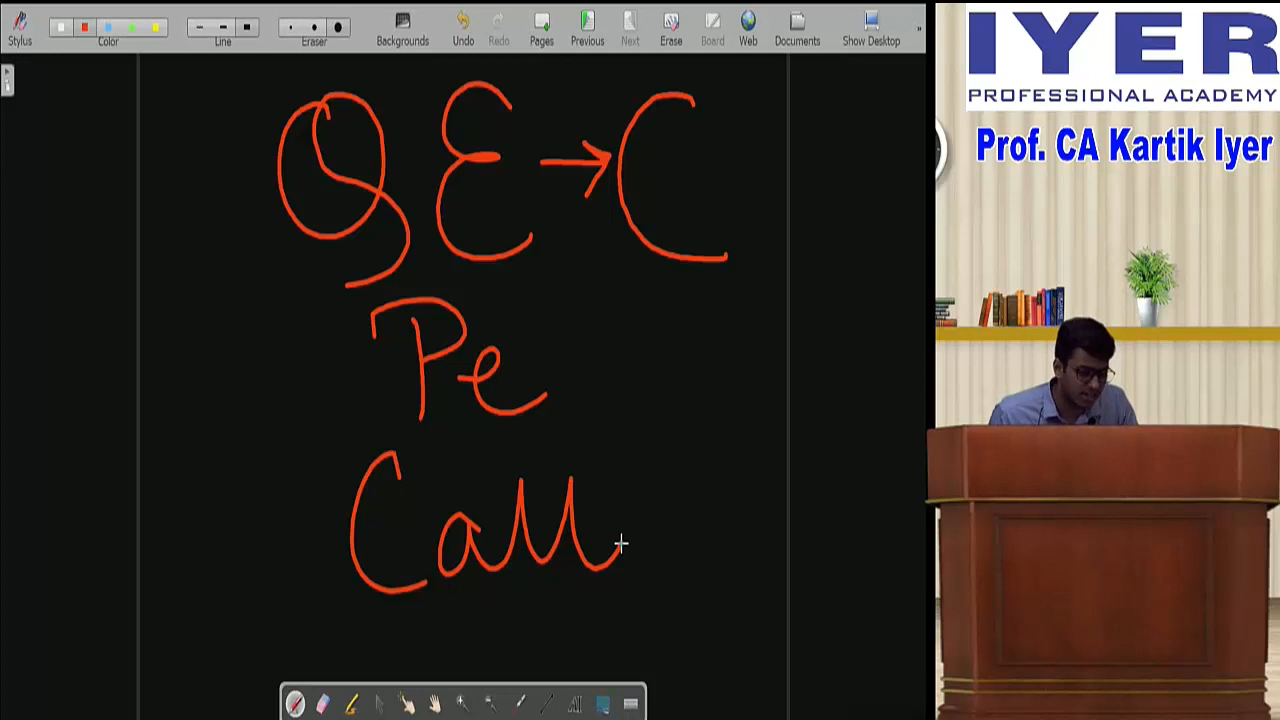 Stylus
Color
Line
Eraser
Backgrounds
Undo
Redo
Pages
Previous
Next
Erase
Board
Web
Documents
Show Desktop
IYER
PROFESSIONAL ACADEMY
Prof. CA Kartik Iyer
E → C
Pe
Call